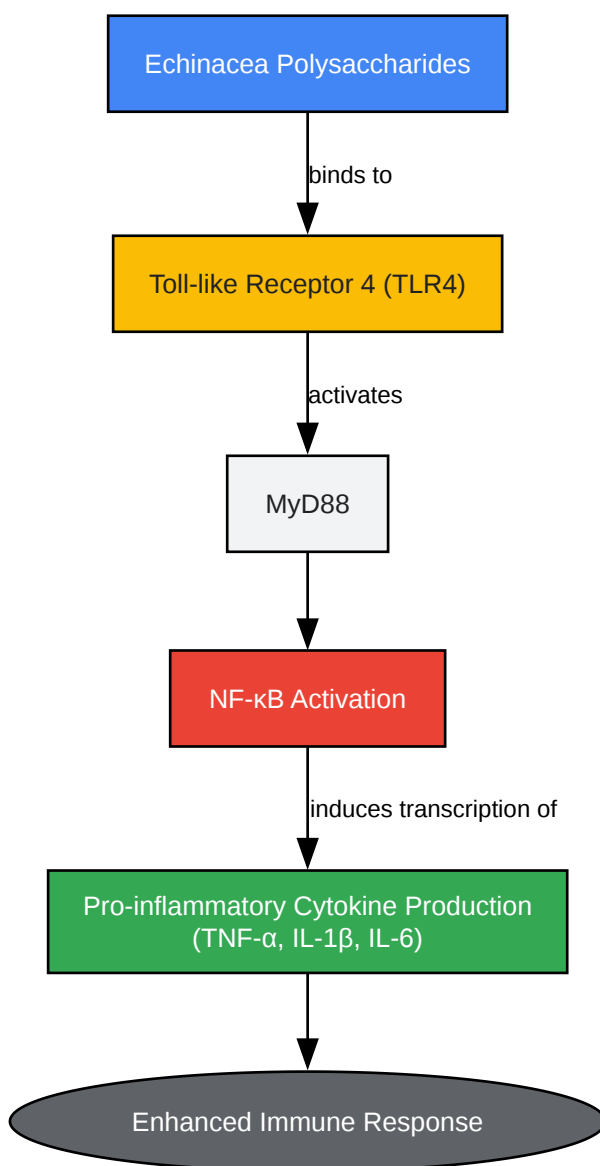 Echinacea Polysaccharides
binds to
Toll-like Receptor 4 (TLR4)
activates
MyD88
NF-κB Activation
induces transcription of
Pro-inflammatory Cytokine Production
(TNF-α, IL-1β, IL-6)
Enhanced Immune Response